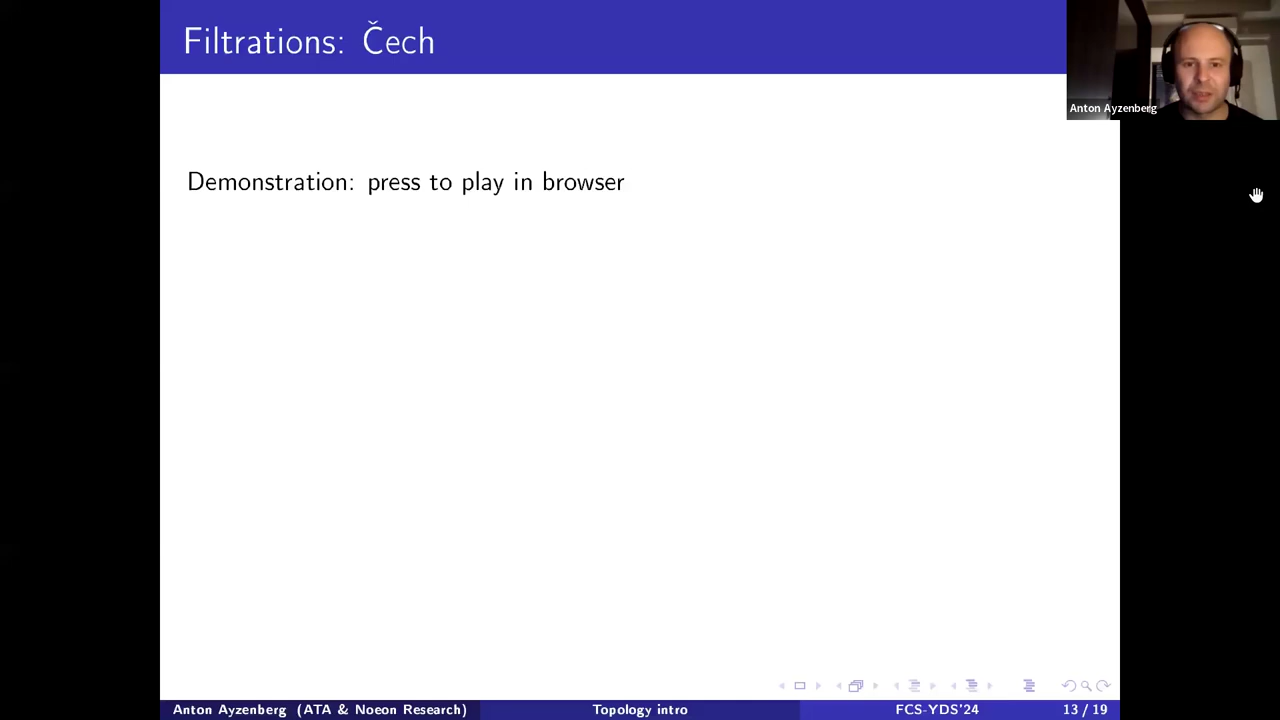 Filtrations: Čech
Anton Ayzenberg
Demonstration: press to play in browser
Anton Ayzenberg (ATA & Noeon Research)
Topology intro
FCS-YDS'24
13 / 19